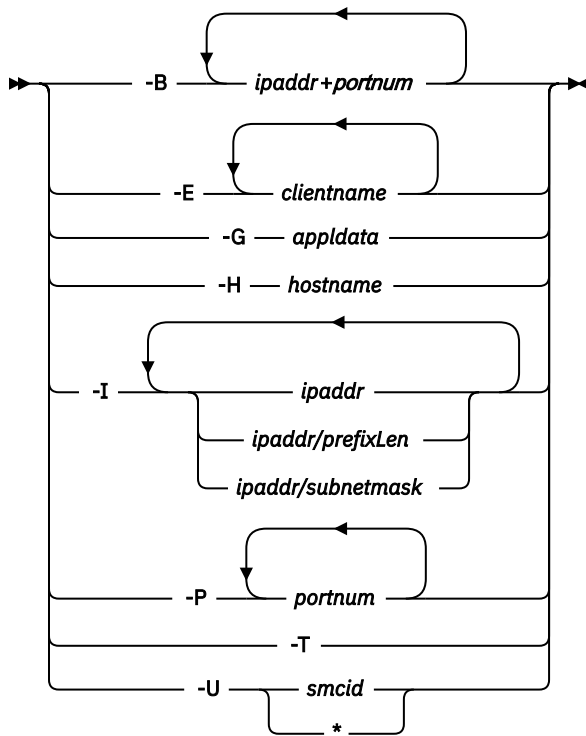 -B ipaddr+portnum
-E clientname
-G appldata
-H hostname
-I ipaddr
ipaddr/prefixLen
ipaddr/subnetmask
-P portnum
-T
-U smcid
*